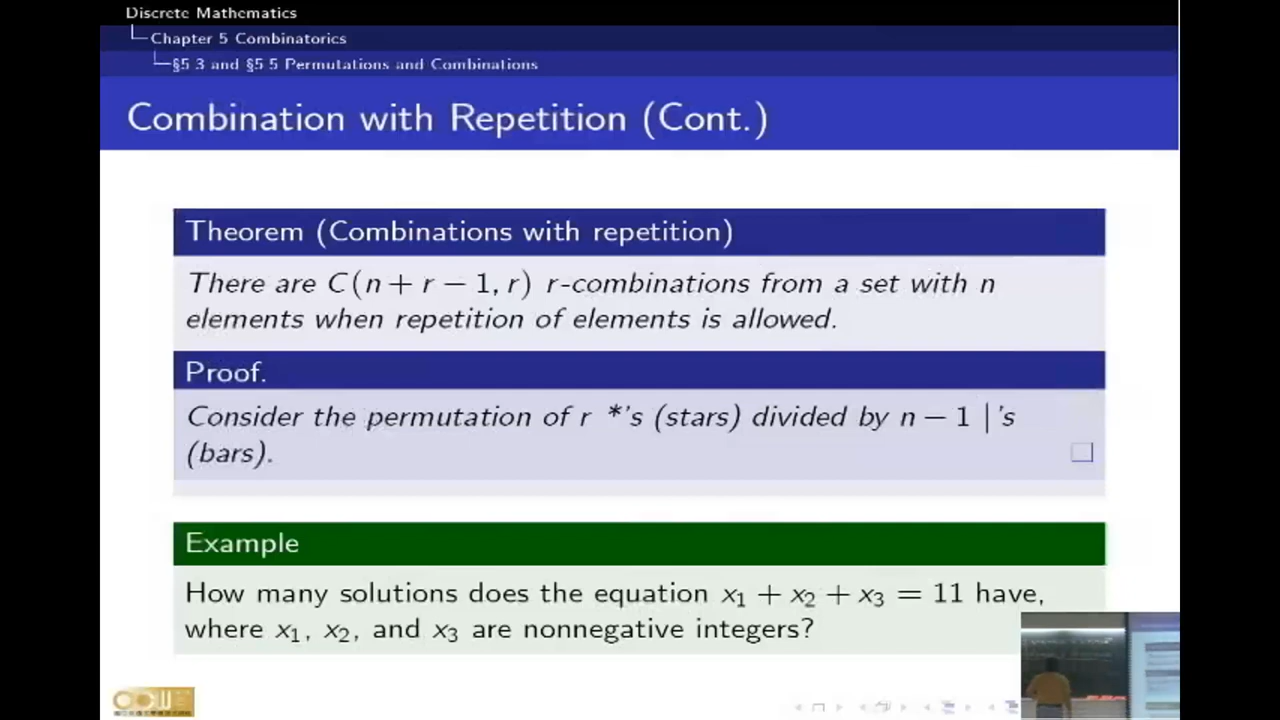 Discrete Mathematics
Chapter 5 Combinatorics
§5 3 and §5 5 Permutations and Combinations
Combination with Repetition (Cont.)
Theorem (Combinations with repetition)
There are C(n + r − 1, r) r-combinations from a set with n
elements when repetition of elements is allowed.
Proof.
Consider the permutation of r *'s (stars) divided by n − 1 |'s
(bars).
Example
How many solutions does the equation x₁ + x₂ + x₃ = 11 have,
where x₁, x₂, and x₃ are nonnegative integers?
OCW